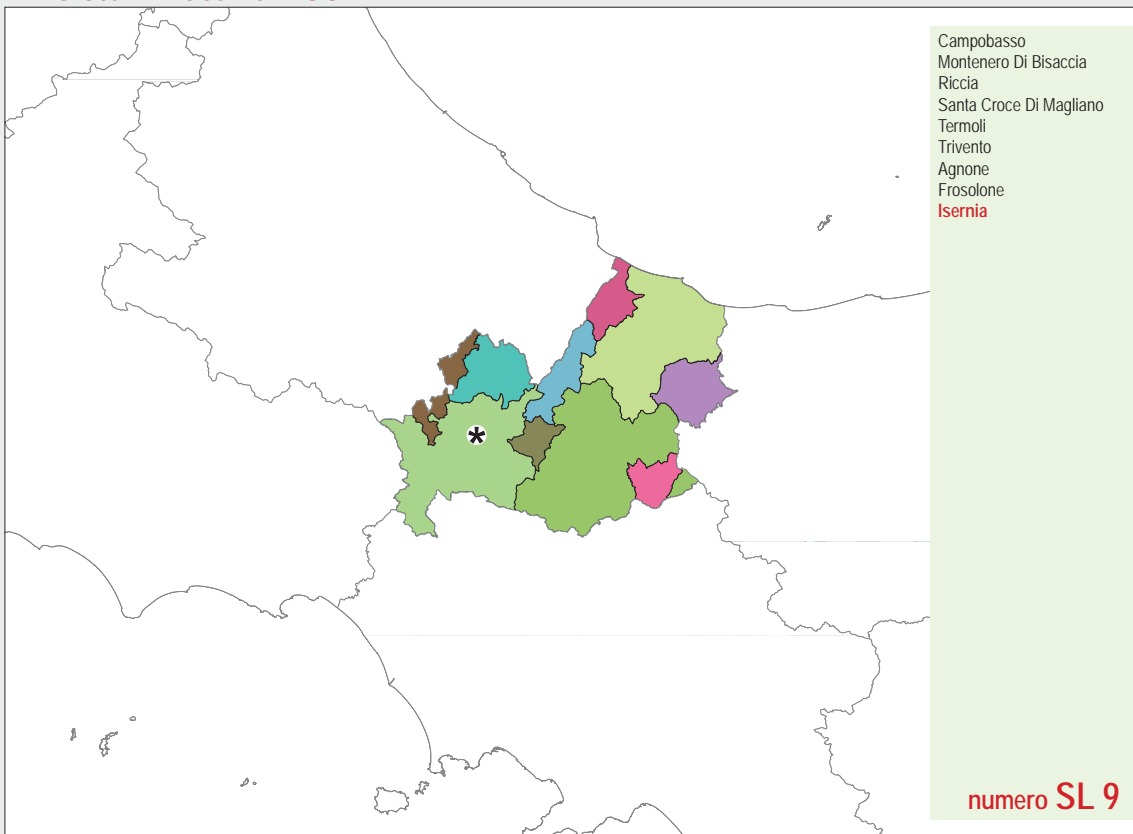 Campobasso
Montenero Di Bisaccia
Riccia
Santa Croce Di Magliano
Termoli
Trivento
Agnone
Frosolone
Isernia
*
numero SL 9